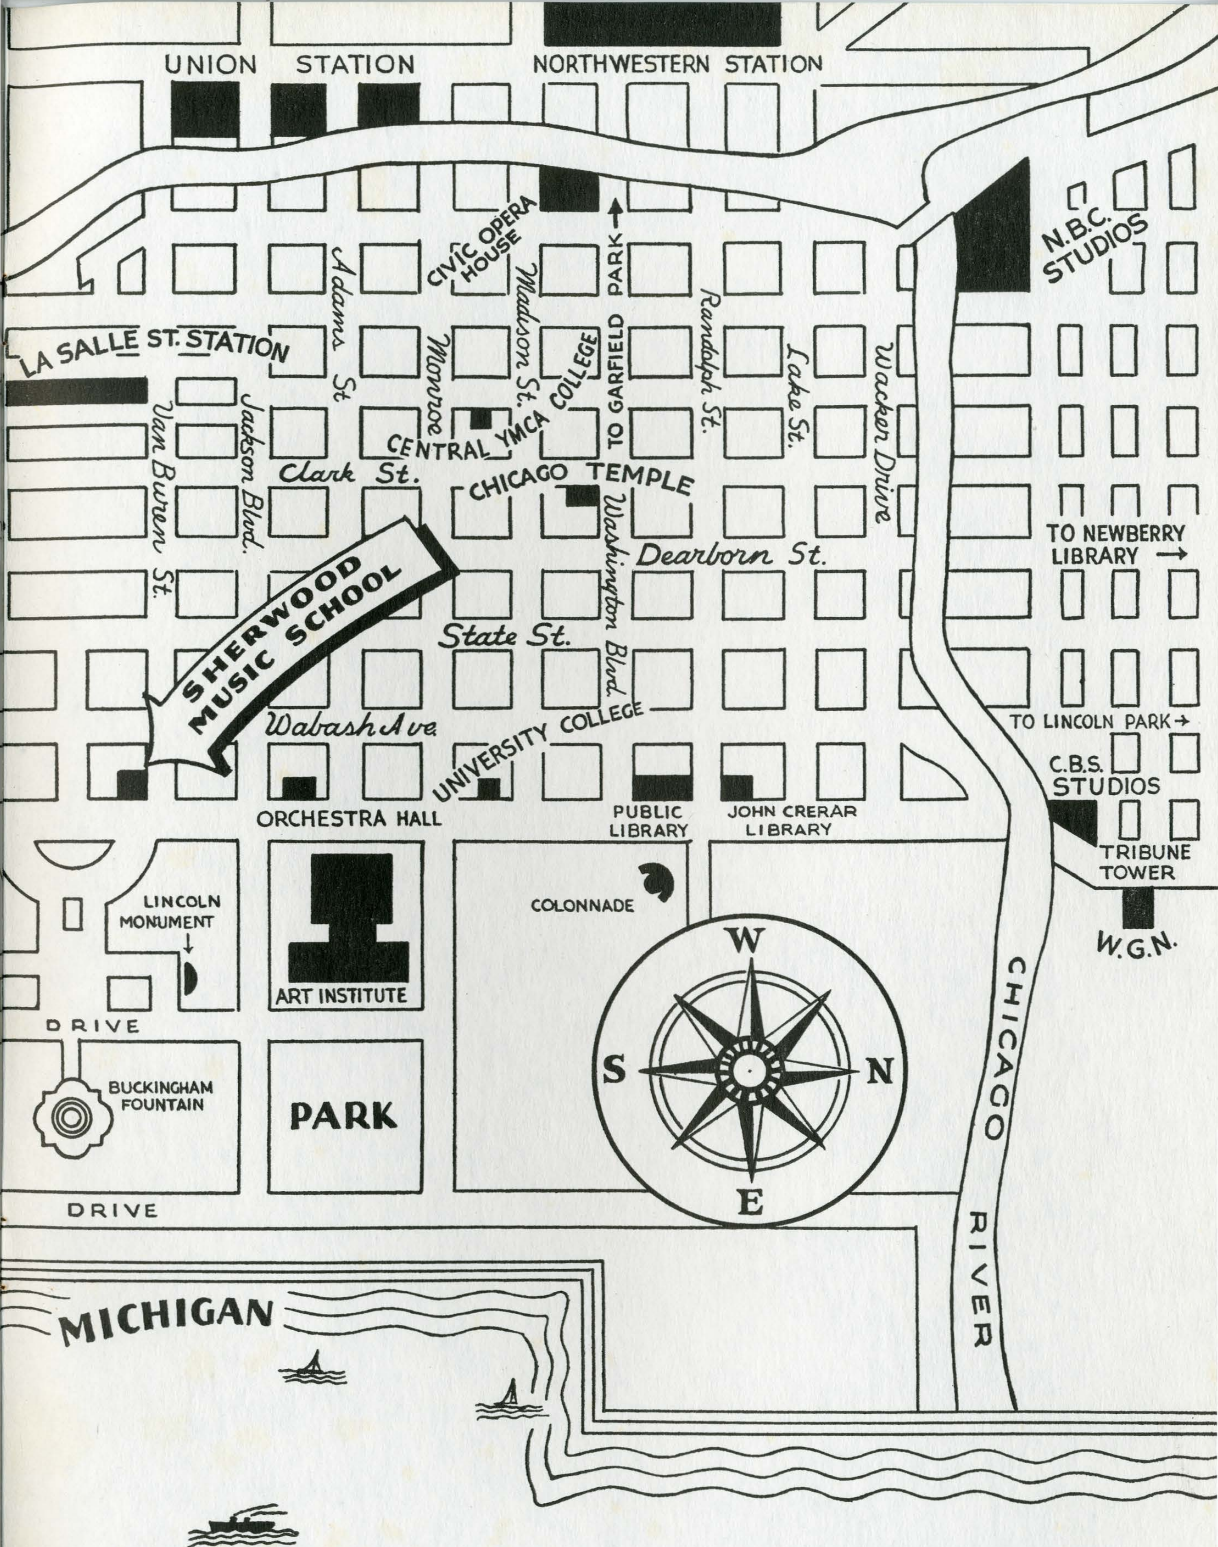 UNION STATION
NORTHWESTERN STATION
CIVIC OPERA
HOUSE
N.B.C.
STUDIOS
Adams St
Monroe
Madison St.
TO GARFIELD PARK
Randolph St.
Lake St.
Wacker Drive
LA SALLE ST. STATION
Van Buren St.
Jackson Blvd.
CENTRAL YMCA COLLEGE
Clark St.
CHICAGO TEMPLE
Washington Blvd.
Dearborn St.
TO NEWBERRY
LIBRARY
SHERWOOD
MUSIC SCHOOL
State St.
Wabash Ave.
UNIVERSITY COLLEGE
TO LINCOLN PARK
C.B.S.
STUDIOS
ORCHESTRA HALL
PUBLIC
LIBRARY
JOHN CRERAR
LIBRARY
TRIBUNE
TOWER
W.G.N.
LINCOLN
MONUMENT
COLONNADE
ART INSTITUTE
W
S
N
E
CHICAGO RIVER
DRIVE
BUCKINGHAM
FOUNTAIN
PARK
DRIVE
MICHIGAN